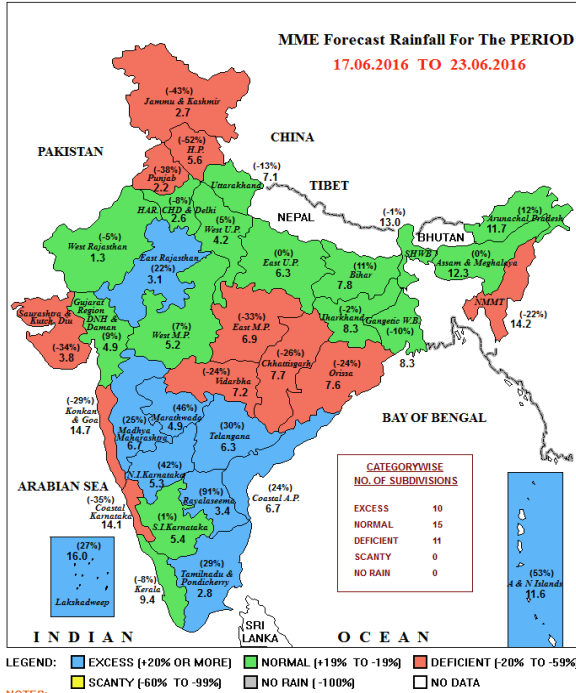 MME Forecast Rainfall For The PERIOD
17.06.2016 TO 23.06.2016
(-43%)
Jammu & Kashmir
2.7
CHINA
(-52%)
H.P.
5.6
PAKISTAN
(-38%)
Punjab
2.2
(-13%)
7.1
Uttarakhand
TIBET
(-8%)
HAR. CHD & Delhi
2.6
(5%)
West U.P.
4.2
NEPAL
(-1%)
13.0
(12%)
Arunachal Pradesh
11.7
BHUTAN
(-5%)
West Rajasthan
1.3
East Rajasthan
(22%)
3.1
(0%)
East U.P.
6.3
(11%)
Bihar
7.8
SHWB
(0%)
Assam & Meghalaya
12.3
NMMT
(-22%)
14.2
Gujarat
Region
DNH &
Daman
(9%)
4.9
Saurashtra &
Kutch, Diu
(-34%)
3.8
(7%)
West M.P.
5.2
(-33%)
East M.P.
6.9
(-2%)
Jharkhand
8.3
Gangetic W.B.
(-10%)
8.3
(-26%)
Chhattisgarh
7.7
(-24%)
Orissa
7.6
(-24%)
Vidarbha
7.2
(-29%)
Konkan
& Goa
14.7
(25%)
Madhya
Maharashtra
6.7
(46%)
Marathwada
4.9
(30%)
Telangana
6.3
BAY OF BENGAL
ARABIAN SEA
(42%)
N.I.Karnataka
5.3
(91%)
Rayalaseema
3.4
(24%)
Coastal A.P.
6.7
(-35%)
Coastal
Karnataka
14.1
(1%)
S.I.Karnataka
5.4
CATEGORYWISE
NO. OF SUBDIVISIONS
EXCESS 10
NORMAL 15
DEFICIENT 11
SCANTY 0
NO RAIN 0
(27%)
16.0
Lakshadweep
(-8%)
Kerala
9.4
(29%)
Tamilnadu &
Pondicherry
2.8
(53%)
A & N Islands
11.6
SRI
LANKA
INDIAN OCEAN
LEGEND: EXCESS (+20% OR MORE) NORMAL (+19% TO -19%) DEFICIENT (-20% TO -59%)
SCANTY (-60% TO -99%) NO RAIN (-100%) NO DATA